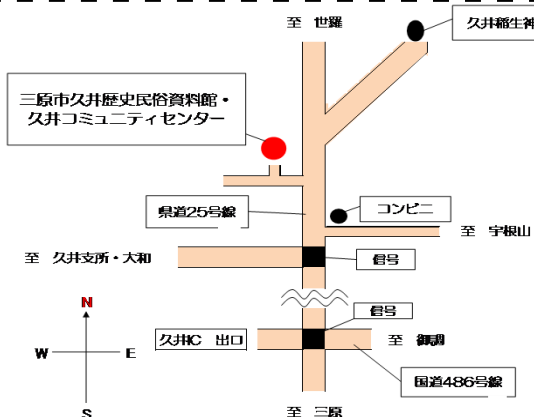 至 世羅
久井稲生神
三原市久井歴史民俗資料館・
久井コミュニティセンター
県道25号線
コンビニ
至 宇根山
至 久井支所・大和
信号
信号
N
W
E
S
久井IC 出口
至 御調
国道486号線
至 三原